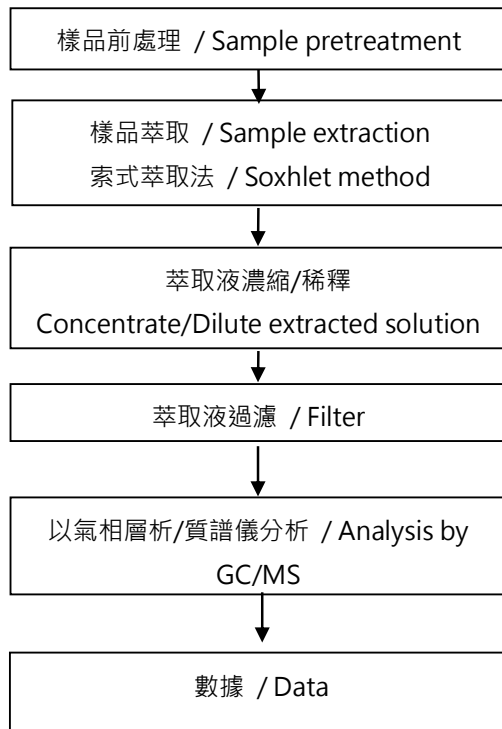 樣品前處理 / Sample pretreatment
樣品萃取 / Sample extraction
索式萃取法 / Soxhlet method
萃取液濃縮/稀釋
Concentrate/Dilute extracted solution
萃取液過濾 / Filter
以氣相層析/質譜儀分析 / Analysis by
GC/MS
數據 / Data